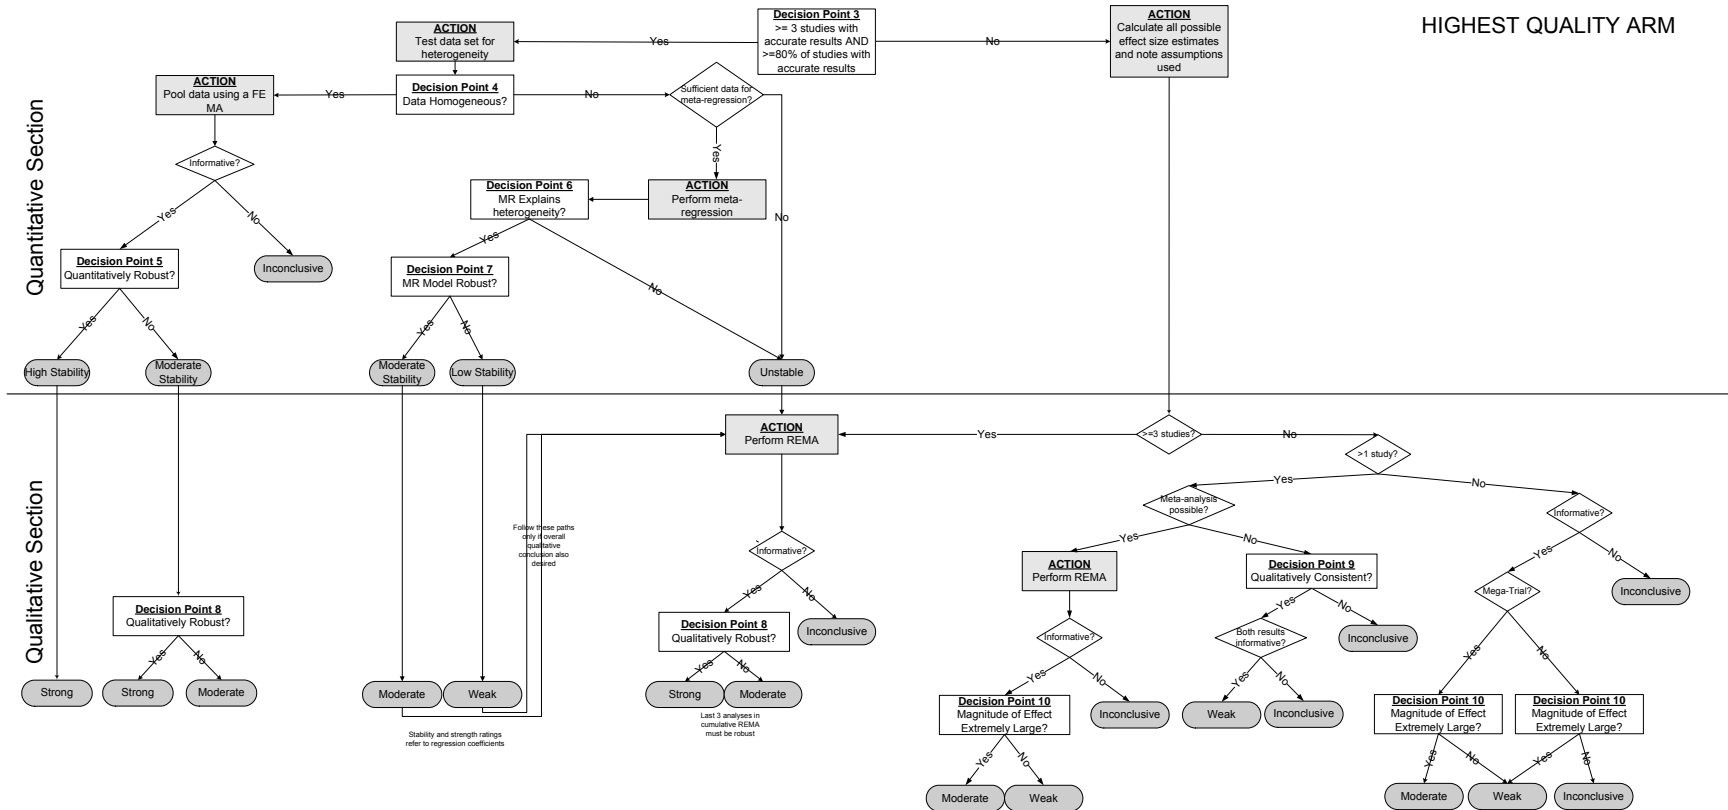 HIGHEST QUALITY ARM
Quantitative Section
Qualitative Section
Decision Point 3
>= 3 studies with
accurate results AND
>=80% of studies with
accurate results
Yes
No
ACTION
Test data set for
heterogeneity
ACTION
Calculate all possible
effect size estimates
and note assumptions
used
Decision Point 4
Data Homogeneous?
Yes
No
ACTION
Pool data using a FE
MA
Sufficient data for
meta-regression?
Yes
No
Informative?
Yes
No
ACTION
Perform meta-
regression
Decision Point 6
MR Explains
heterogeneity?
Yes
No
Decision Point 5
Quantitatively Robust?
Yes
No
Inconclusive
Decision Point 7
MR Model Robust?
Yes
No
High Stability
Moderate
Stability
Moderate
Stability
Low Stability
Unstable
ACTION
Perform REMA
>=3 studies?
Yes
No
>1 study?
Yes
No
Follow these paths
only if overall
qualitative
conclusion also
desired
Informative?
Yes
No
Inconclusive
Meta-analysis
possible?
Yes
No
Informative?
Yes
No
Inconclusive
ACTION
Perform REMA
Decision Point 9
Qualitatively Consistent?
Yes
No
Inconclusive
Mega-Trial?
Yes
No
Decision Point 8
Qualitatively Robust?
Yes
No
Decision Point 8
Qualitatively Robust?
Yes
No
Informative?
Yes
No
Both results
informative?
Yes
No
Strong
Strong
Moderate
Moderate
Weak
Strong
Moderate
Last 3 analyses in
cumulative REMA
must be robust
Stability and strength ratings
refer to regression coefficients
Decision Point 10
Magnitude of Effect
Extremely Large?
Yes
No
Inconclusive
Weak
Inconclusive
Decision Point 10
Magnitude of Effect
Extremely Large?
Yes
No
Decision Point 10
Magnitude of Effect
Extremely Large?
Yes
No
Moderate
Weak
Moderate
Weak
Inconclusive